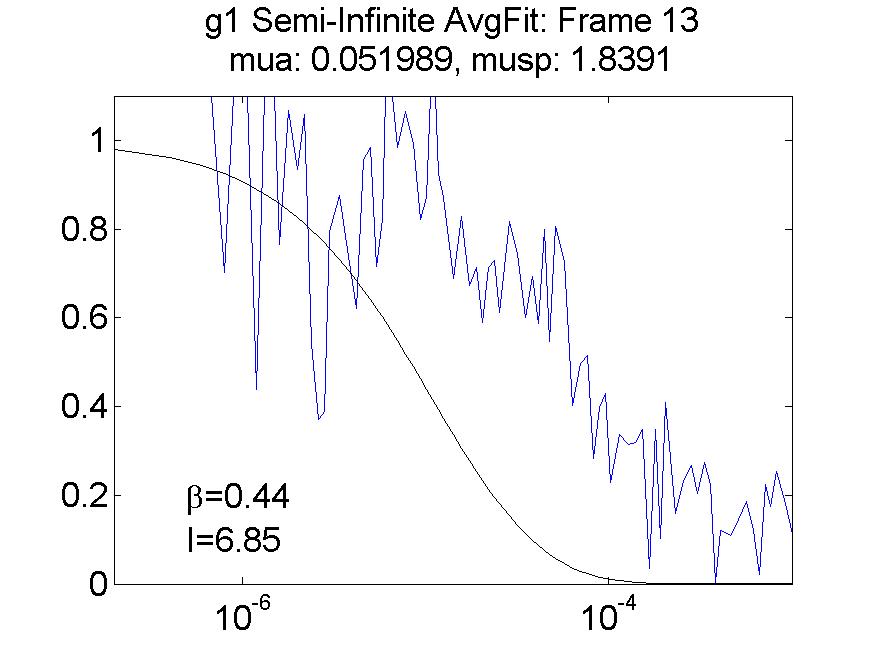 g1 Semi-Infinite AvgFit: Frame 13
mua: 0.051989, musp: 1.8391
1
0.8
0.6
0.4
0.2
0
β=0.44
I=6.85
10^-6
10^-4